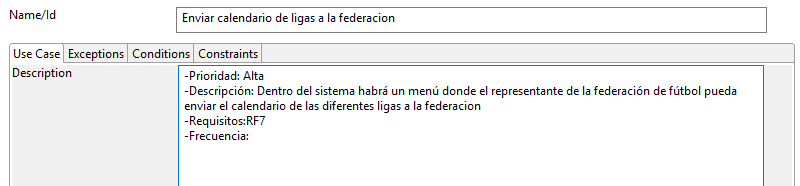 Name/Id
Enviar calendario de ligas a la federacion
Use Case Exceptions Conditions Constraints
Description
-Prioridad: Alta
-Descripción: Dentro del sistema habrá un menú donde el representante de la federación de fútbol pueda
enviar el calendario de las diferentes ligas a la federacion
-Requisitos:RF7
-Frecuencia: